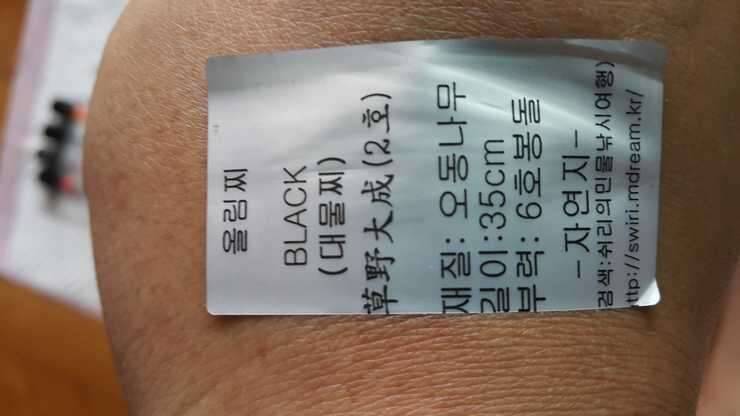 올림찌
BLACK
(대물찌)
草野大成(2호)
재질: 오동나무
길이:35cm
부력: 6호봉돌
-자연지-
검색:쉬리의민물낚시여행)
ttp://swiri.mdream.kr/